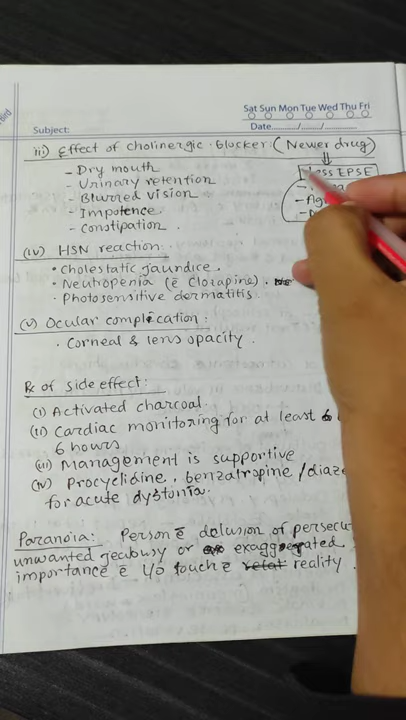 Sat Sun Mon Tue Wed Thu Fri
Subject:
Date........../......../........
iii) Effect of cholinergic blocker (Newer drug)
- Dry mouth
- Urinary retention
- Blurred vision
- Impotence
- Constipation.
Less EPSE
(iv) HSN reaction:
• Cholestatic jaundice.
• Neutropenia (ē Clozapine).
• Photosensitive dermatitis
(v) Ocular complication:
• Corneal & lens opacity.
Rx of side effect:
(i) Activated charcoal.
(ii) Cardiac monitoring for at least 6
6 hours
(iii) Management is supportive
(iv) Procyclidine, benzatropine / diaze
for acute dystonia.
Paranoia: Person ē delusion of persecu
unwanted jealousy or exaggerated
importance ē l/o touch ē reality.